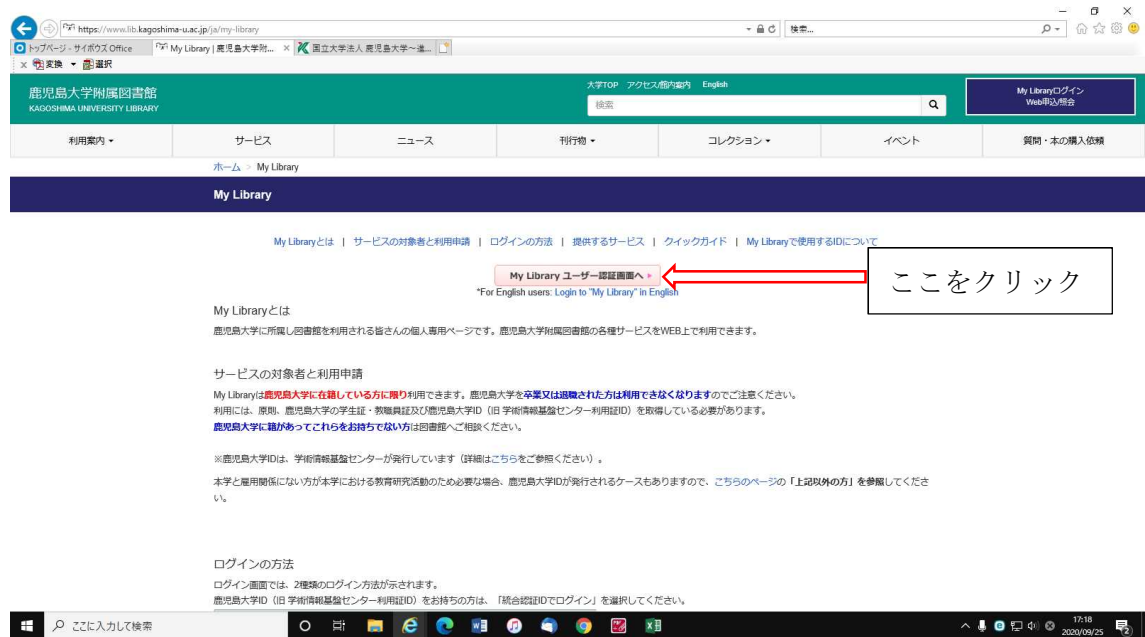 https://www.lib.kagoshima-u.ac.jp/ja/my-library
検索...
トップページ - サイボウズ Office
My Library | 鹿児島大学附...
国立大学法人 鹿児島大学～進...
変換
選択
鹿児島大学附属図書館
KAGOSHIMA UNIVERSITY LIBRARY
大学TOP アクセス/館内案内 English
検索
My Libraryログイン
Web申込/照会
利用案内
サービス
ニュース
刊行物
コレクション
イベント
質問・本の購入依頼
ホーム > My Library
My Library
My Libraryとは | サービスの対象者と利用申請 | ログインの方法 | 提供するサービス | クイックガイド | My Libraryで使用するIDについて
My Library ユーザー認証画面へ
ここをクリック
*For English users: Login to "My Library" in English
My Libraryとは
鹿児島大学に所属し図書館を利用される皆さんの個人専用ページです。鹿児島大学附属図書館の各種サービスをWEB上で利用できます。
サービスの対象者と利用申請
My Libraryは鹿児島大学に在籍している方に限り利用できます。鹿児島大学を卒業又は退職された方は利用できなくなりますのでご注意ください。
利用には、原則、鹿児島大学の学生証・教職員証及び鹿児島大学ID（旧 学術情報基盤センター利用証ID）を取得している必要があります。
鹿児島大学に籍があってこれらをお持ちでない方は図書館へご相談ください。
※鹿児島大学IDは、学術情報基盤センターが発行しています（詳細はこちらをご参照ください）。
本学と雇用関係にない方が本学における教育研究活動のため必要な場合、鹿児島大学IDが発行されるケースもありますので、こちらのページの「上記以外の方」を参照してくださ
い。
ログインの方法
ログイン画面では、2種類のログイン方法が示されます。
鹿児島大学ID（旧 学術情報基盤センター利用証ID）をお持ちの方は、「統合認証IDでログイン」を選択してください。
ここに入力して検索
17:18
2020/09/25